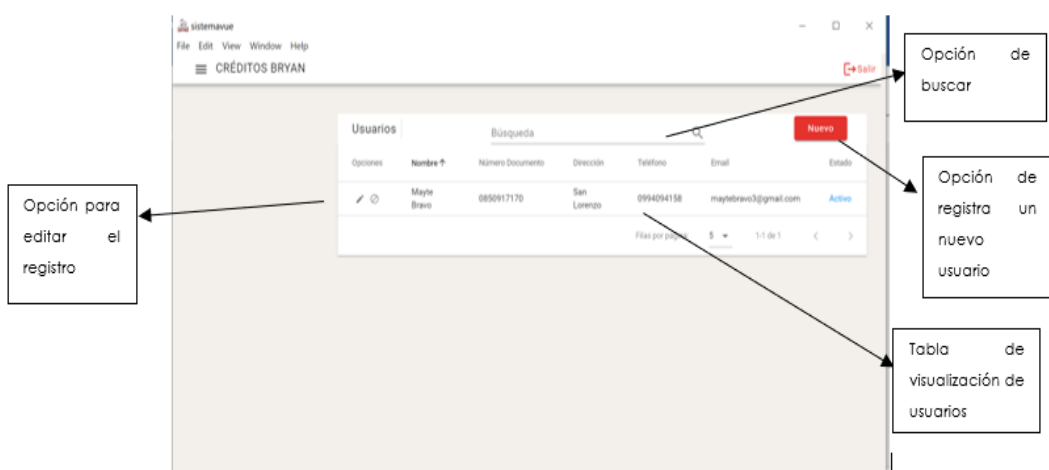 sistemavue
File Edit View Window Help
CRÉDITOS BRYAN
Salir
Usuarios
Búsqueda
Nuevo
Opciones Nombre Número Documento Dirección Teléfono Email Estado
Mayte Bravo 0850917170 San Lorenzo 0994094158 maytebravo3@gmail.com Activo
Filas por página: 5 1-1 de 1
Opción para
editar el
registro
Opción de
buscar
Opción de
registra un
nuevo
usuario
Tabla de
visualización de
usuarios